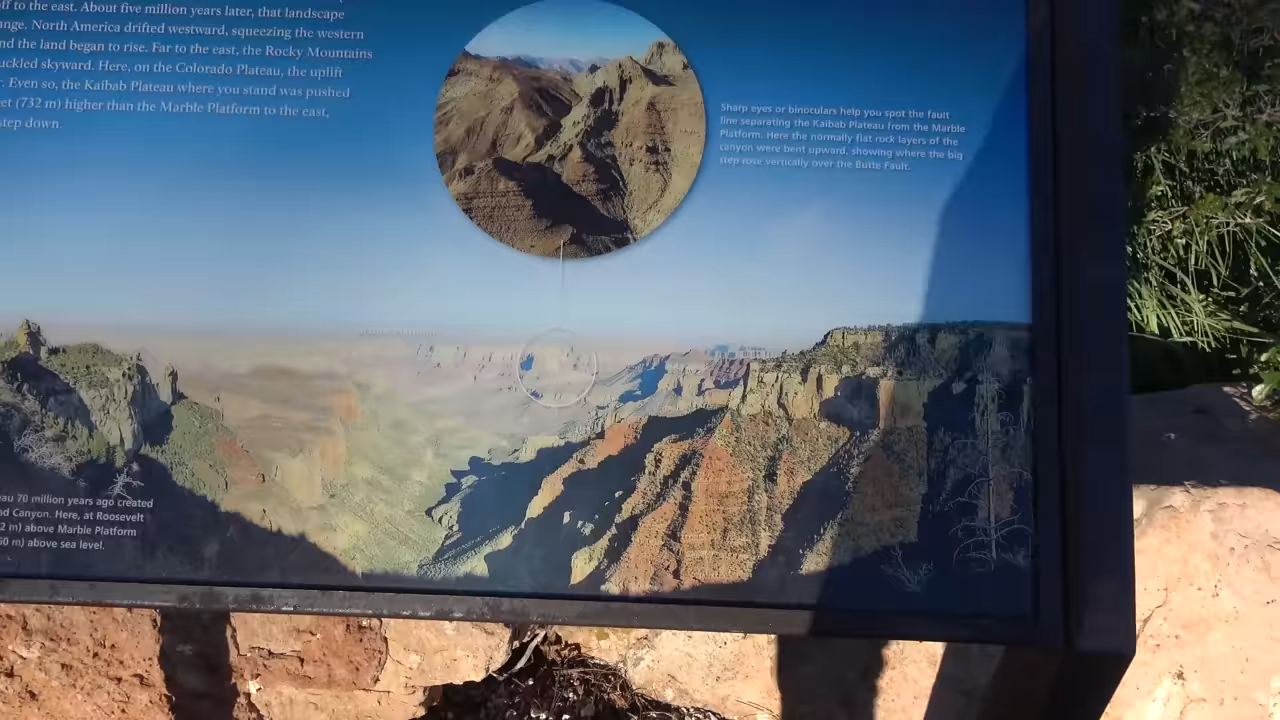 ff to the east. About five million years later, that landscape
nge. North America drifted westward, squeezing the western
nd the land began to rise. Far to the east, the Rocky Mountains
uckled skyward. Here, on the Colorado Plateau, the uplift
. Even so, the Kaibab Plateau where you stand was pushed
et (732 m) higher than the Marble Platform to the east,
step down.
Sharp eyes or binoculars help you spot the fault
line separating the Kaibab Plateau from the Marble
Platform. Here the normally flat rock layers of the
canyon were bent upward, showing where the big
step rose vertically over the Butte Fault.
au 70 million years ago created
nd Canyon. Here, at Roosevelt
2 m) above Marble Platform
60 m) above sea level.